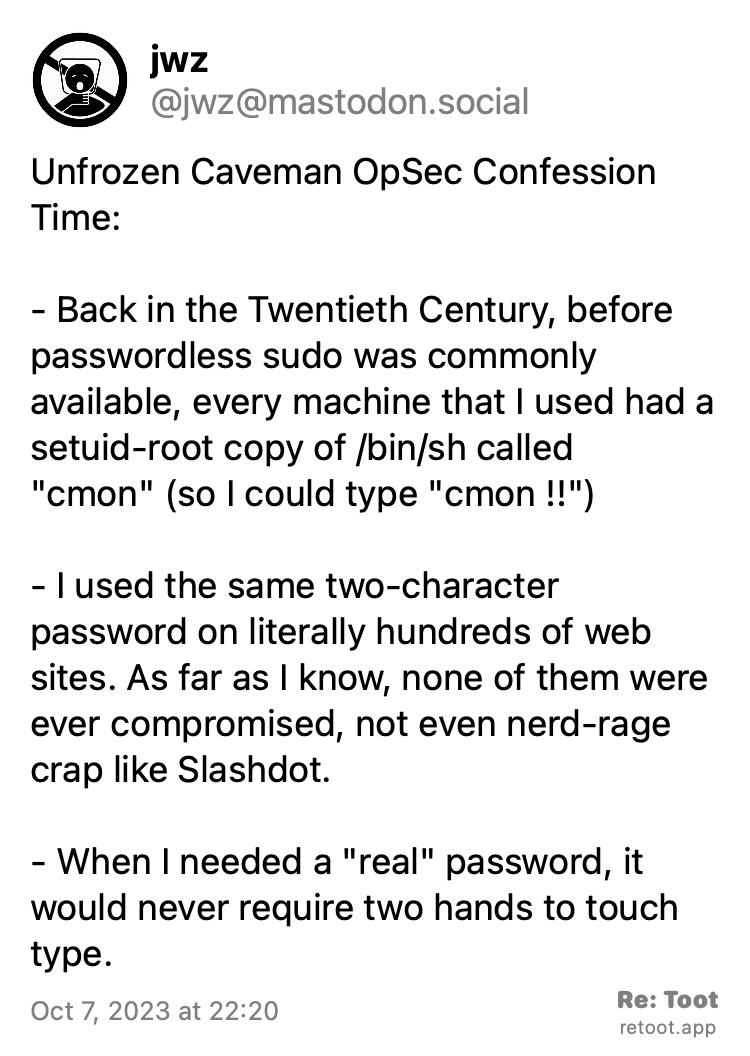 jwz
@jwz@mastodon.social
Unfrozen Caveman OpSec Confession
Time:
- Back in the Twentieth Century, before
passwordless sudo was commonly
available, every machine that I used had a
setuid-root copy of /bin/sh called
"cmon" (so I could type "cmon !!")
- I used the same two-character
password on literally hundreds of web
sites. As far as I know, none of them were
ever compromised, not even nerd-rage
crap like Slashdot.
- When I needed a "real" password, it
would never require two hands to touch
type.
Oct 7, 2023 at 22:20
Re: Toot
retoot.app